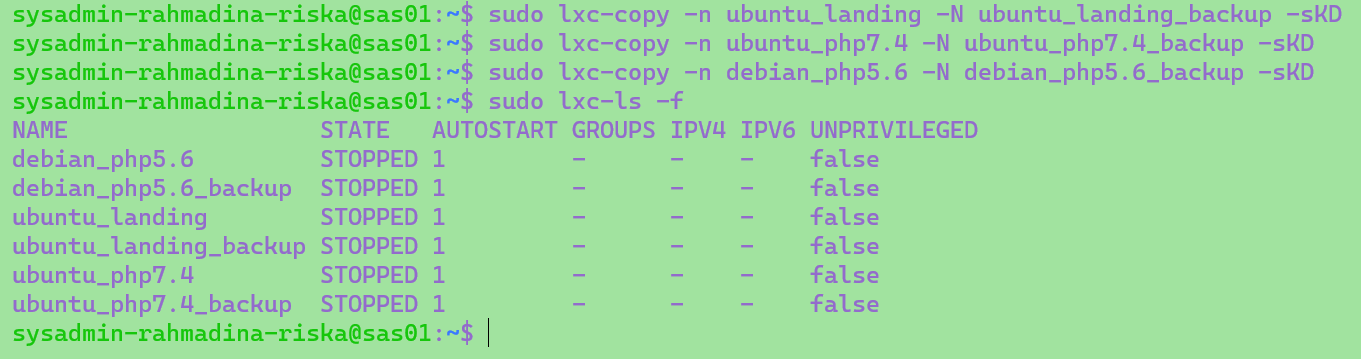 sysadmin-rahmadina-riska@sas01:~$ sudo lxc-copy -n ubuntu_landing -N ubuntu_landing_backup -sKD
sysadmin-rahmadina-riska@sas01:~$ sudo lxc-copy -n ubuntu_php7.4 -N ubuntu_php7.4_backup -sKD
sysadmin-rahmadina-riska@sas01:~$ sudo lxc-copy -n debian_php5.6 -N debian_php5.6_backup -sKD
sysadmin-rahmadina-riska@sas01:~$ sudo lxc-ls -f
NAME                  STATE   AUTOSTART GROUPS IPV4 IPV6 UNPRIVILEGED
debian_php5.6         STOPPED 1         -      -    -    false
debian_php5.6_backup  STOPPED 1         -      -    -    false
ubuntu_landing        STOPPED 1         -      -    -    false
ubuntu_landing_backup STOPPED 1         -      -    -    false
ubuntu_php7.4         STOPPED 1         -      -    -    false
ubuntu_php7.4_backup  STOPPED 1         -      -    -    false
sysadmin-rahmadina-riska@sas01:~$